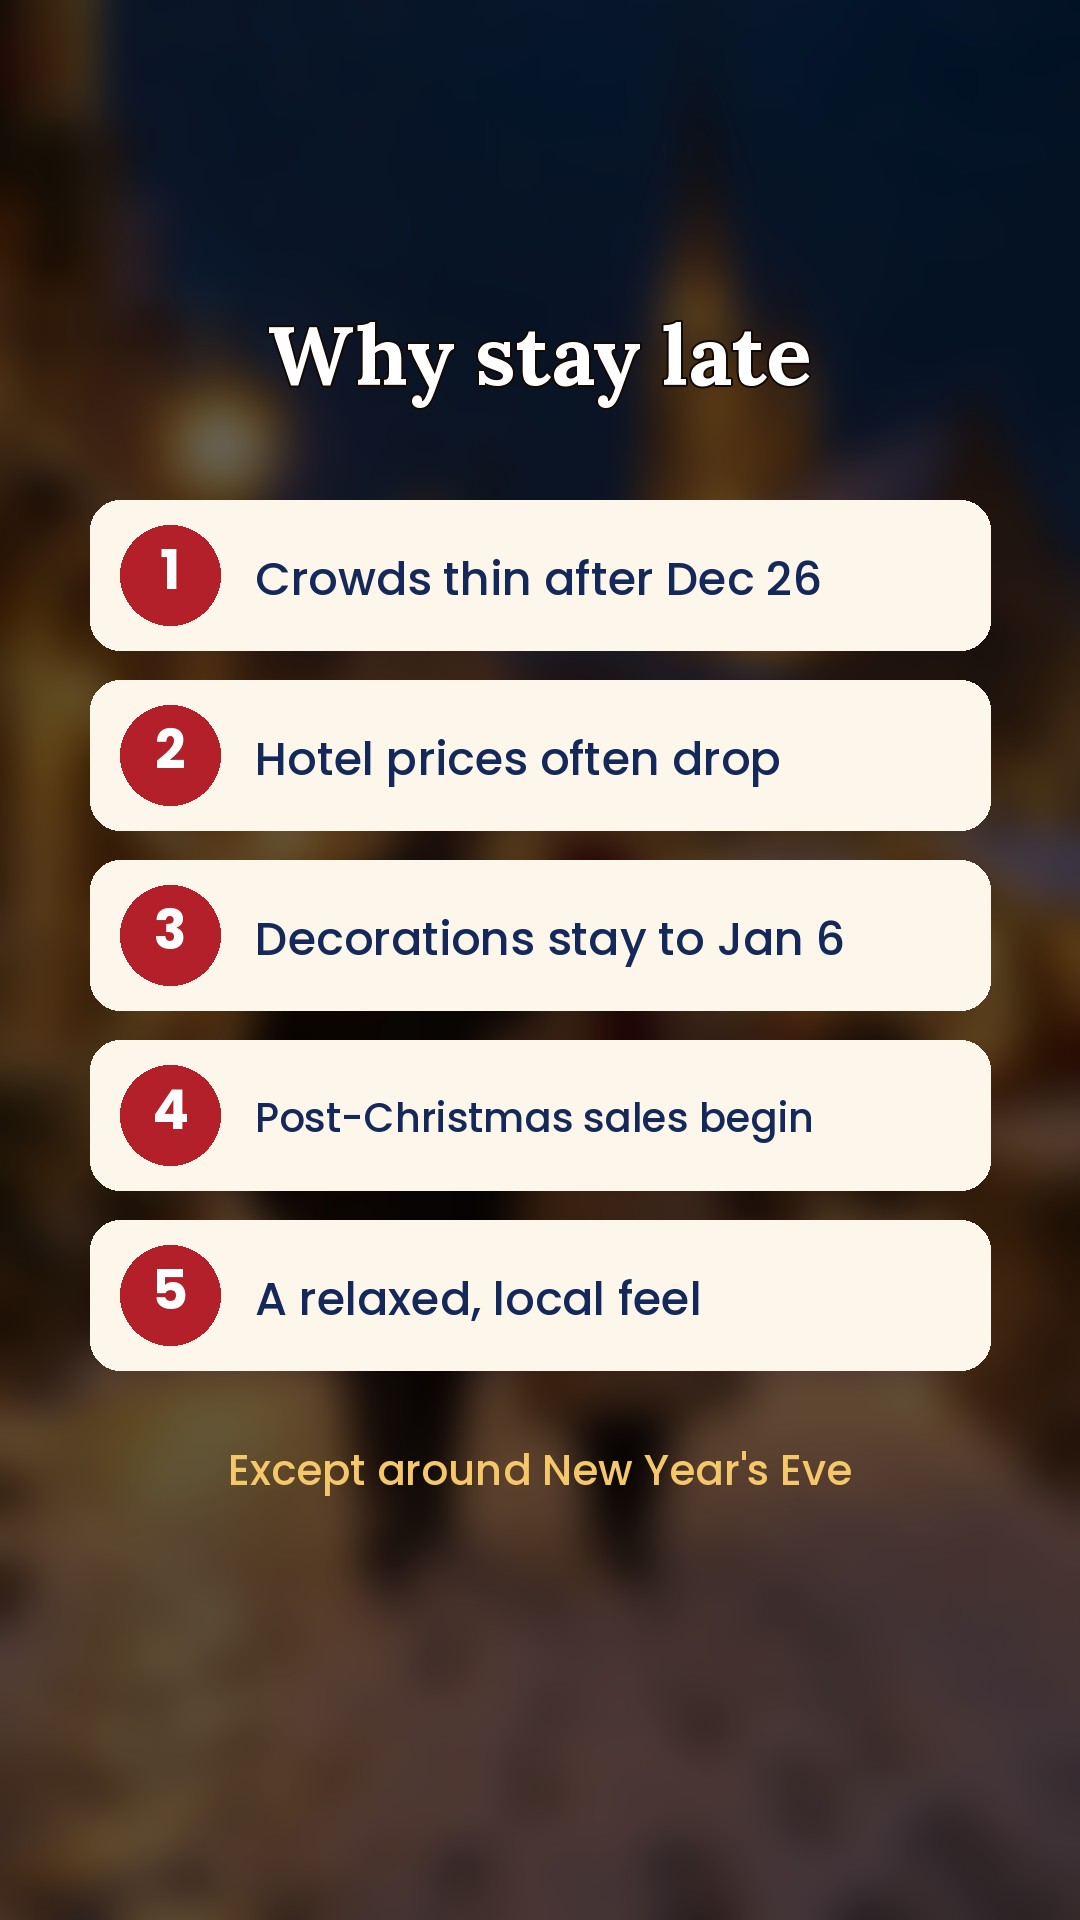 Why stay late
1 Crowds thin after Dec 26
2 Hotel prices often drop
3 Decorations stay to Jan 6
4 Post-Christmas sales begin
5 A relaxed, local feel
Except around New Year's Eve